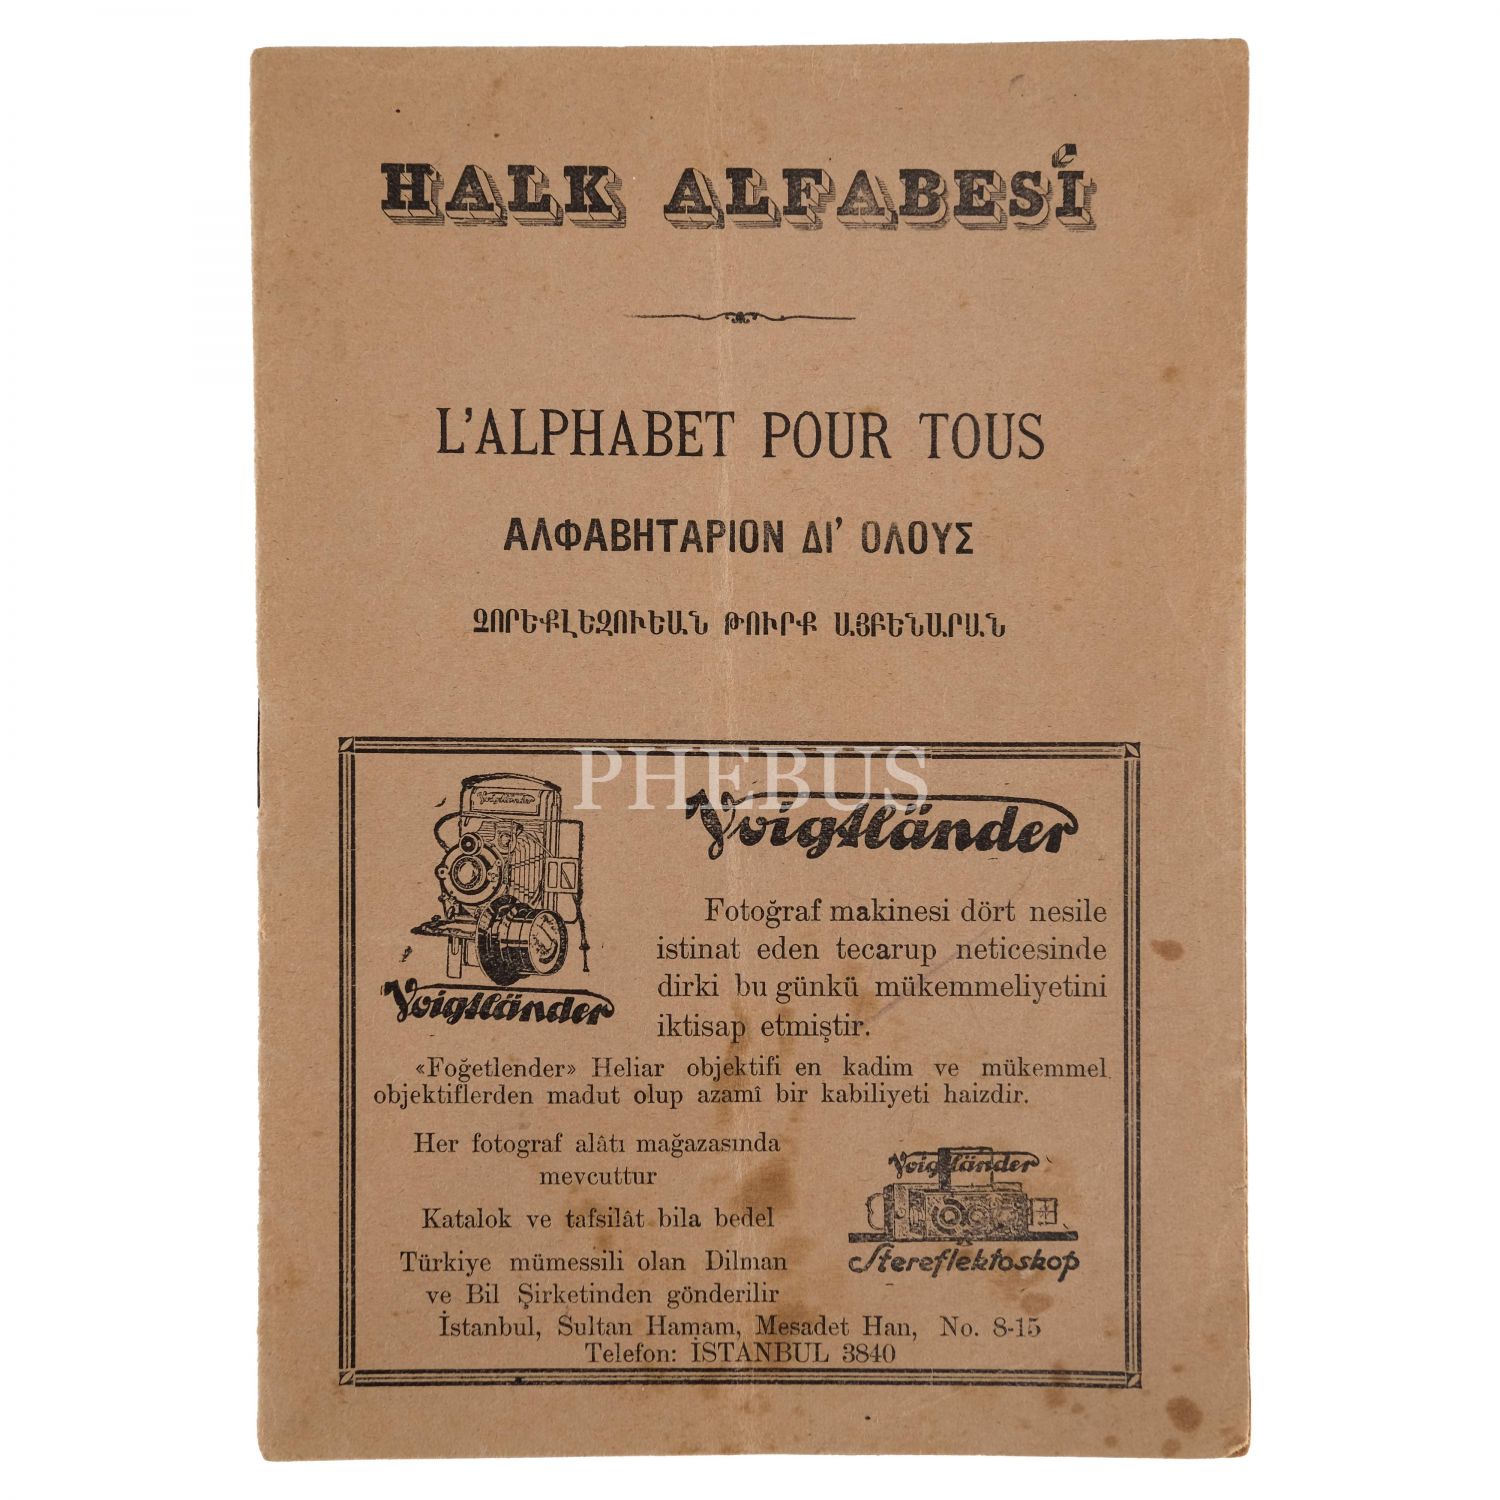 HALK ALFABESİ
L'ALPHABET POUR TOUS
ΑΛΦΑΒΗΤΑΡΙΟΝ ΔΙ' ΟΛΟΥΣ
ՉՈՐԵՔԼԵԶՈՒԵԱՆ ԹՈՒՐՔ ԱՅԲԵՆԱՐԱՆ
PHEBUS
Voigtländer
Voigtländer
Fotoğraf makinesi dört nesile
istinat eden tecarup neticesinde
dirki bu günkü mükemmeliyetini
iktisap etmiştir.
Voigtländer
«Foğetlender» Heliar objektifi en kadim ve mükemmel
objektiflerden madut olup azamî bir kabiliyeti haizdir.
Her fotograf alâtı mağazasında
mevcuttur
Katalok ve tafsilât bila bedel
Türkiye mümessili olan Dilman
ve Bil Şirketinden gönderilir
Voigtländer
Stereflektoskop
İstanbul, Sultan Hamam, Mesadet Han, No. 8-15
Telefon: İSTANBUL 3840